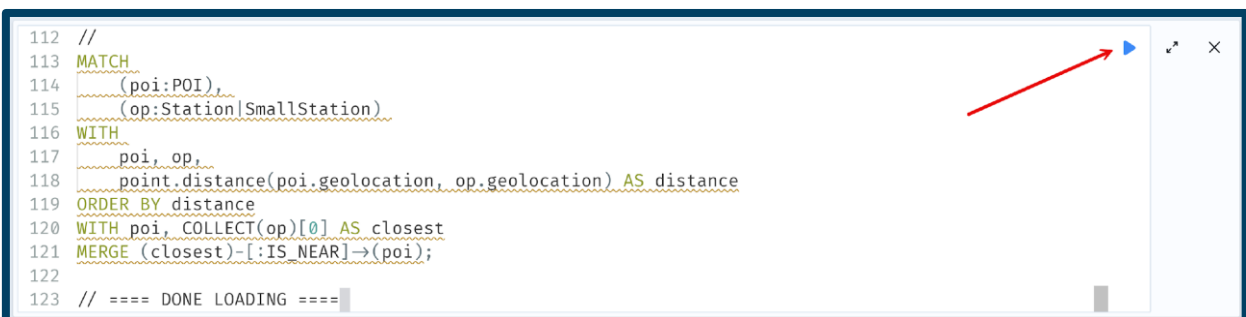 112 //
113 MATCH
114     (poi:POI),
115     (op:Station|SmallStation)
116 WITH
117     poi, op,
118     point.distance(poi.geolocation, op.geolocation) AS distance
119 ORDER BY distance
120 WITH poi, COLLECT(op)[0] AS closest
121 MERGE (closest)-[:IS_NEAR]→(poi);
122
123 // ==== DONE LOADING ====